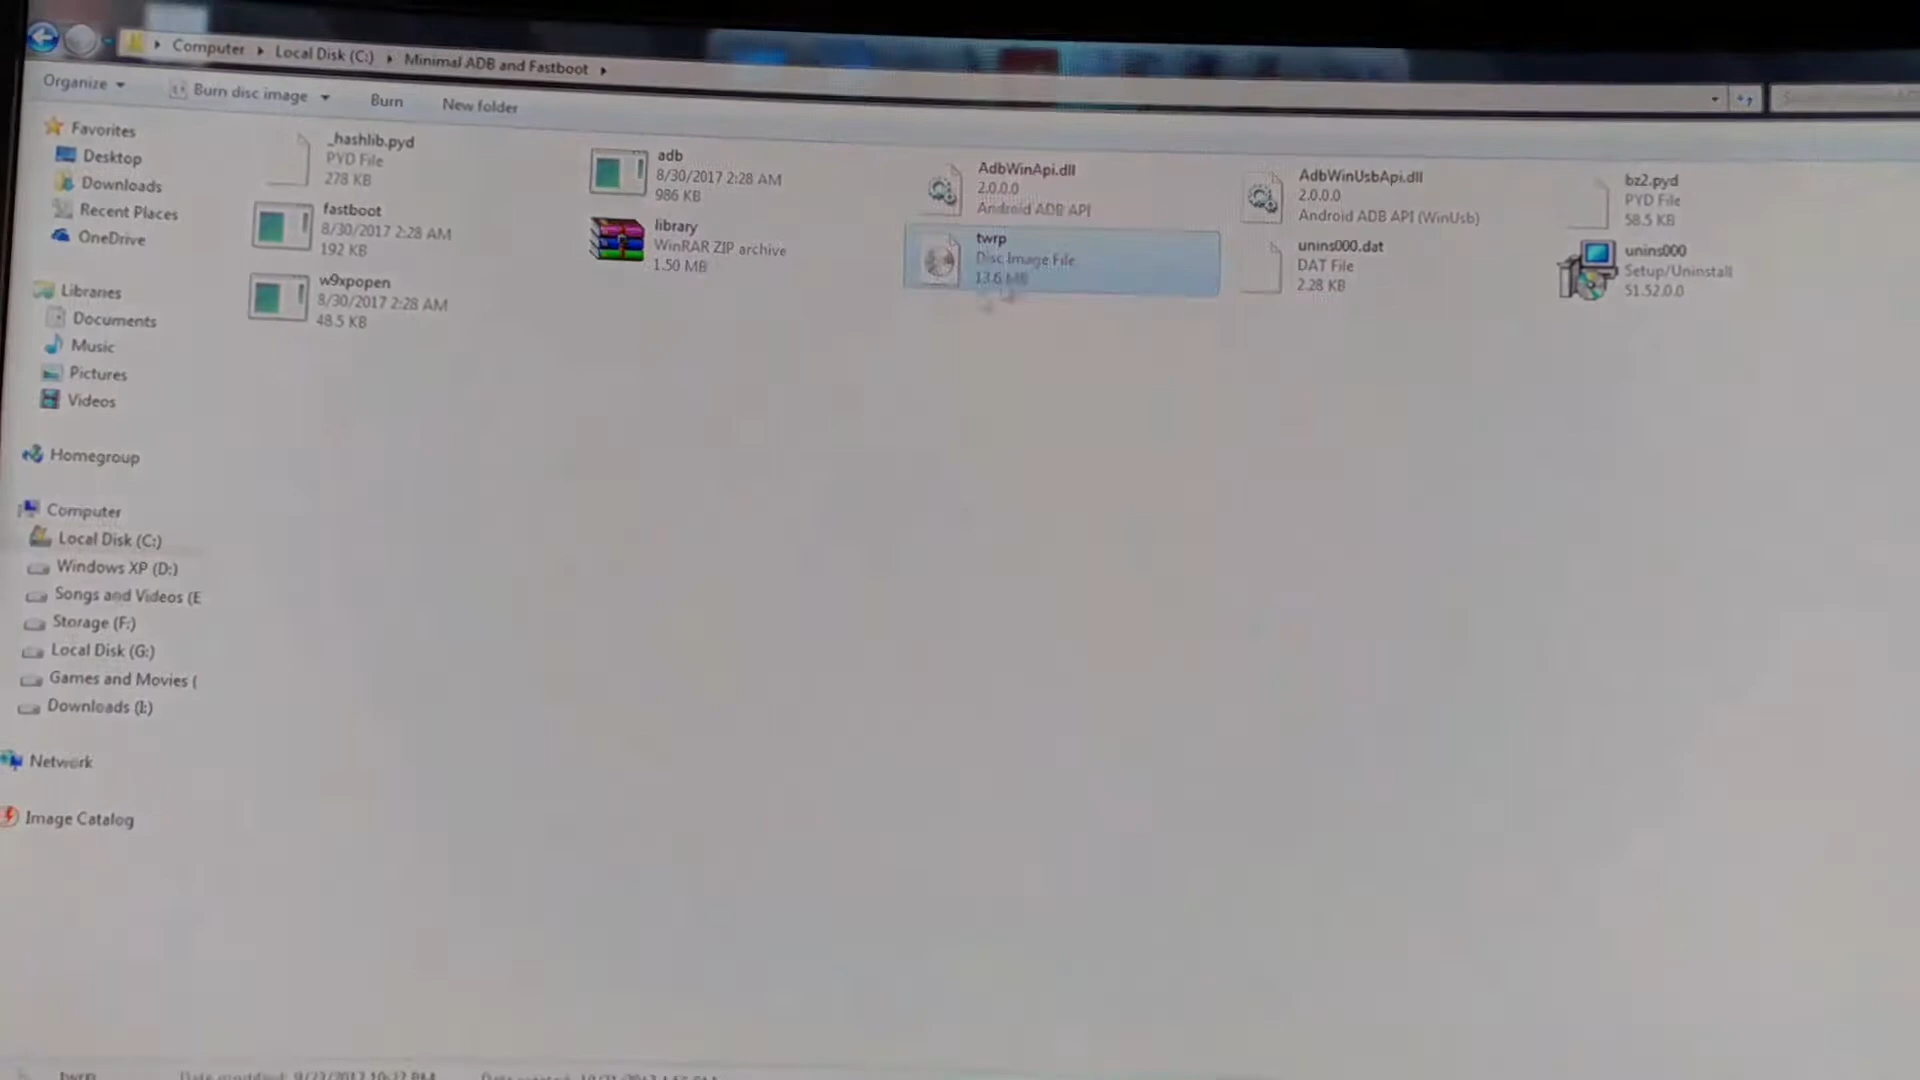 Computer Local Disk (C:) Minimal ADB and Fastboot
Organize Burn disc image Burn New folder
Favorites
Desktop
Downloads
Recent Places
OneDrive
Libraries
Documents
Music
Pictures
Videos
Homegroup
Computer
Local Disk (C:)
Windows XP (D:)
Songs and Videos (E
Storage (F:)
Local Disk (G:)
Games and Movies (
Downloads (I:)
Network
Image Catalog
_hashlib.pyd
PYD File
278 KB
adb
8/30/2017 2:28 AM
986 KB
AdbWinApi.dll
2.0.0.0
Android ADB API
AdbWinUsbApi.dll
2.0.0.0
Android ADB API (WinUsb)
bz2.pyd
PYD File
58.5 KB
fastboot
8/30/2017 2:28 AM
192 KB
library
WinRAR ZIP archive
1.50 MB
twrp
Disc Image File
13.6 MB
unins000.dat
DAT File
2.28 KB
unins000
Setup/Uninstall
51.52.0.0
w9xpopen
8/30/2017 2:28 AM
48.5 KB